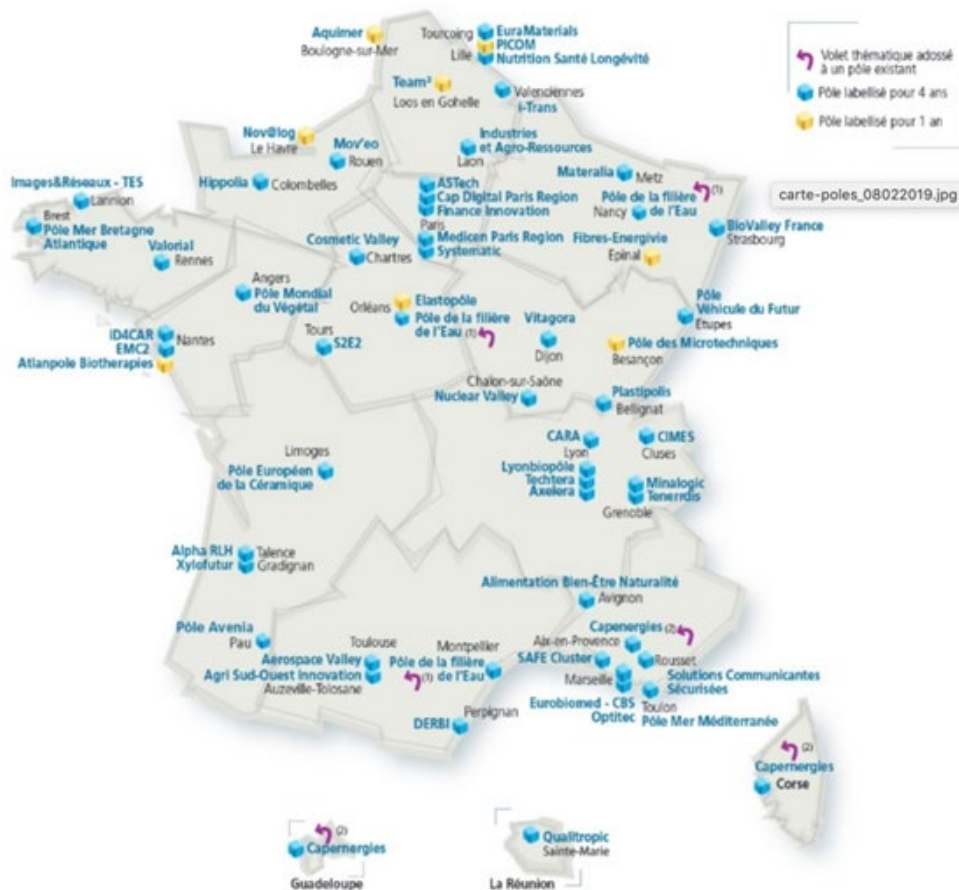 Aquimer
Boulogne-sur-Mer
Tourcoing
EuraMaterials
PICOM
Lille
Nutrition Santé Longévité
Volet thématique adossé
à un pôle existant
Pôle labellisé pour 4 ans
Pôle labellisé pour 1 an
Team²
Loos en Gohelle
Valenciennes
i-Trans
Nov@log
Le Havre
Mov'eo
Rouen
Industries
et Agro-Ressources
Laon
Hippolia
Colombelles
Materalia
Metz
carte-poles_08022019.jpg
Images&Réseaux - TES
Lannion
ASTech
Cap Digital Paris Region
Finance Innovation
Paris
Pôle de la filière (1)
Nancy
de l'Eau
Brest
Pôle Mer Bretagne
Atlantique
Valorial
Rennes
Cosmetic Valley
Chartres
Medicen Paris Region
Systematic
Fibres-Energivie
Epinal
BioValley France
Strasbourg
Angers
Pôle Mondial
du Végétal
Orléans
Elastopôle
Pôle de la filière
de l'Eau (1)
Vitagora
Dijon
Pôle
Véhicule du Futur
Etupes
iD4CAR
EMC2
Nantes
Atlanpole Biotherapies
Tours
S2E2
Pôle des Microtechniques
Besançon
Chalon-sur-Saône
Nuclear Valley
Plastipolis
Bellignat
Limoges
Pôle Européen
de la Céramique
CARA
Lyon
CIMES
Cluses
Lyonbiopôle
Techtera
Axelera
Minalogic
Tenerrdis
Grenoble
Alpha RLH
Talence
Xylofutur
Gradignan
Alimentation Bien-Être Naturalité
Avignon
Pôle Avenia
Pau
Toulouse
Aerospace Valley
Agri Sud-Ouest Innovation
Auzeville-Tolosane
Montpellier
Pôle de la filière
(1) de l'Eau
Capenergies (2)
Aix-en-Provence
SAFE Cluster
Rousset
Marseille
Solutions Communicantes
Sécurisées
Eurobiomed - CBS
Optitec
Toulon
Pôle Mer Méditerranée
Perpignan
DERBI
(2)
Capernergies
Corse
(2)
Capernergies
Guadeloupe
Qualitropic
Sainte-Marie
La Réunion